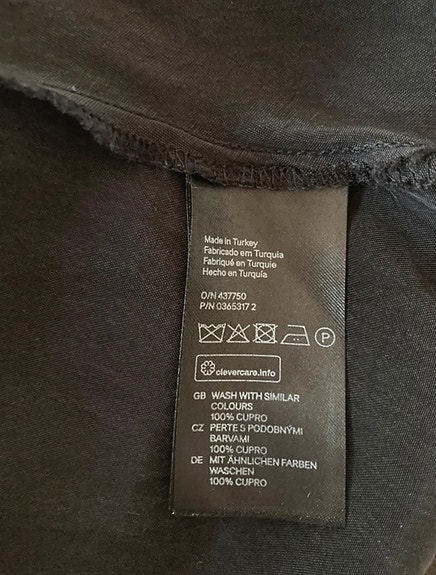 Made in Turkey
Fabricado em Turquia
Fabriqué en Turquie
Hecho en Turquía
O/N 437750
P/N 0365317 2
P
clevercare.info
GB WASH WITH SIMILAR
COLOURS
100% CUPRO
CZ PERTE S PODOBNÝMI
BARVAMI
100% CUPRO
DE MIT ÄHNLICHEN FARBEN
WASCHEN
100% CUPRO